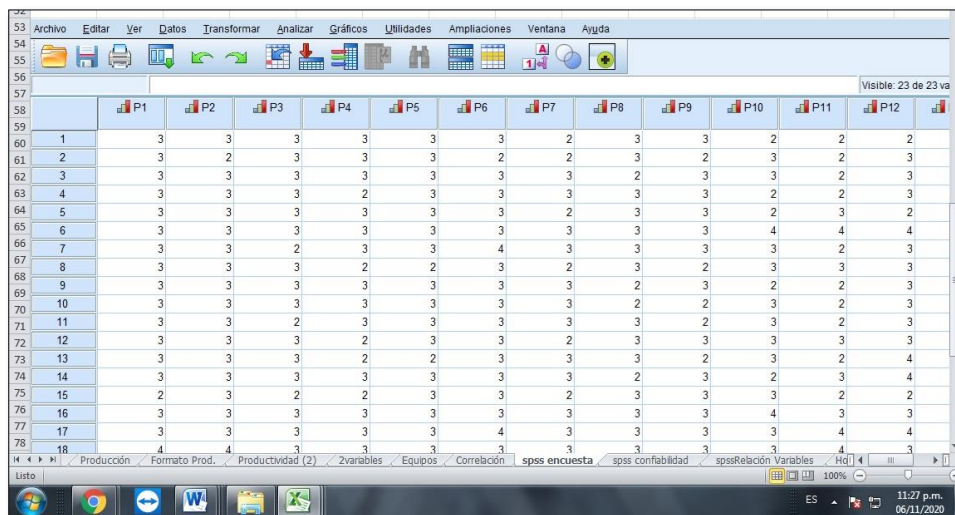 52
53 Archivo Editar Ver Datos Transformar Analizar Gráficos Utilidades Ampliaciones Ventana Ayuda
54
55
56 Visible: 23 de 23 va
57
58 P1 P2 P3 P4 P5 P6 P7 P8 P9 P10 P11 P12
59
60 1 3 3 3 3 3 3 2 3 3 2 2 2
61 2 3 2 3 3 3 2 2 3 2 3 2 3
62 3 3 3 3 3 3 3 3 2 3 3 2 3
63 4 3 3 3 2 3 3 3 3 3 2 2 3
64 5 3 3 3 3 3 3 2 3 3 2 3 2
65 6 3 3 3 3 3 3 3 3 3 4 4 4
66 7 3 3 2 3 3 4 3 3 3 3 2 3
67 8 3 3 3 2 2 3 2 3 2 3 3 3
68
69 9 3 3 3 3 3 3 3 2 3 2 2 3
70 10 3 3 3 3 3 3 3 2 2 3 2 3
71 11 3 3 2 3 3 3 3 3 2 3 2 3
72 12 3 3 3 2 3 3 2 3 3 3 2 3
73 13 3 3 3 2 2 3 3 3 2 3 2 4
74 14 3 3 3 3 3 3 3 2 3 2 3 4
75 15 2 3 2 2 3 3 2 3 3 3 2 2
76 16 3 3 3 3 3 3 3 3 3 4 3 3
77 17 3 3 3 3 3 4 3 3 3 3 4 4
78 18 4 4 3 3 3 3 3 3 3 3 4 3
Producción Formato Prod. Productividad (2) 2variables Equipos Correlación spss encuesta spss confiabilidad spssRelación Variables
Listo 100%
ES 11:27 p.m.
06/11/2020